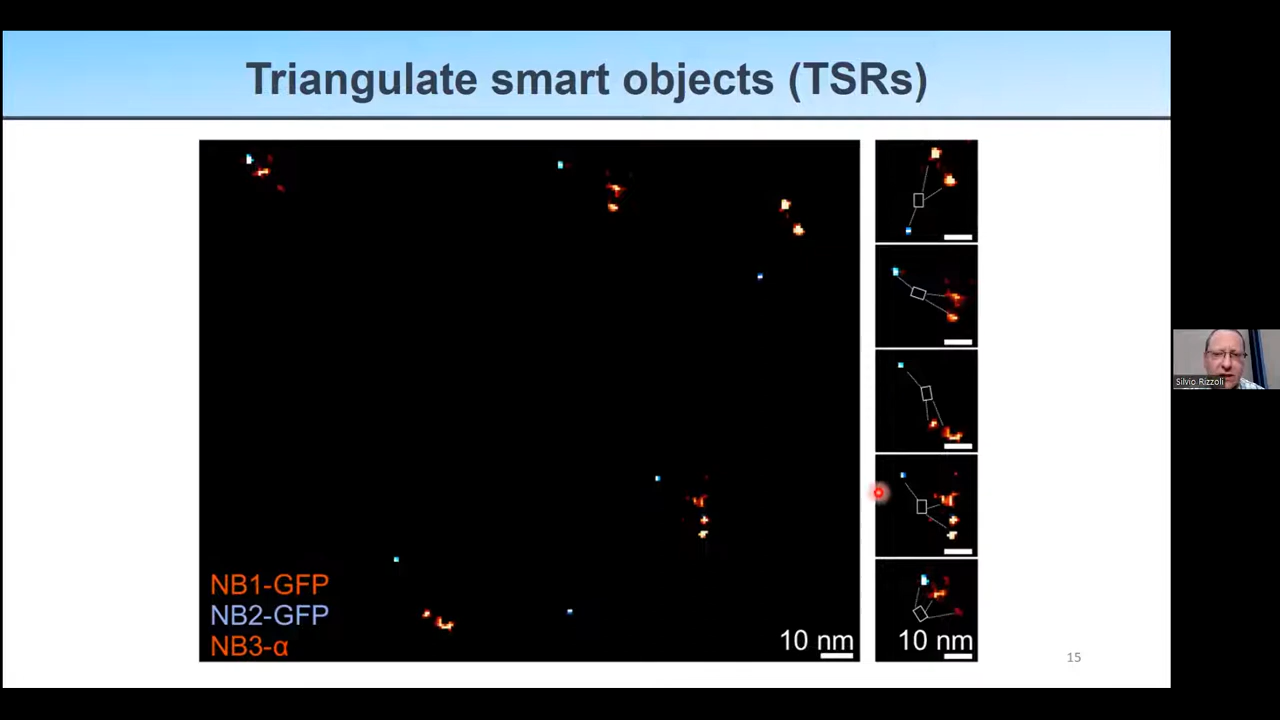 Triangulate smart objects (TSRs)
NB1-GFP
NB2-GFP
NB3-α
10 nm
10 nm
15
Silvio Rizzoli